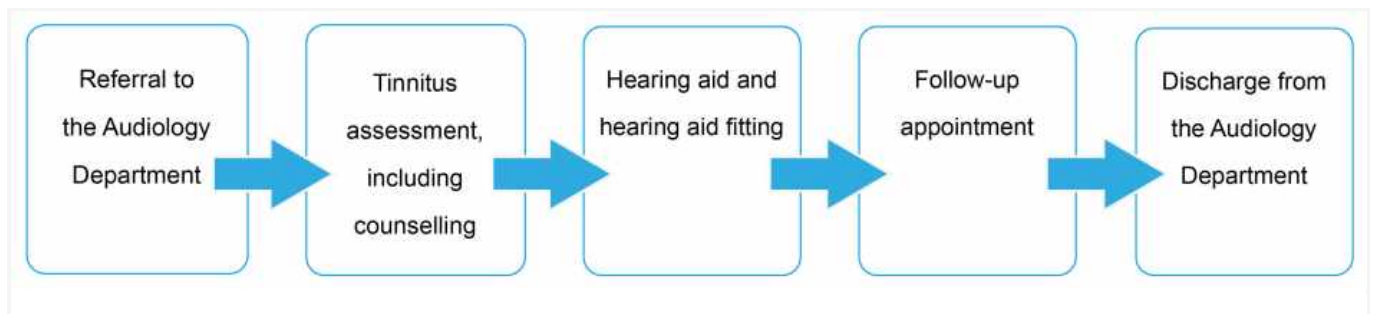 Referral to
the Audiology
Department
Tinnitus
assessment,
including
counselling
Hearing aid and
hearing aid fitting
Follow-up
appointment
Discharge from
the Audiology
Department